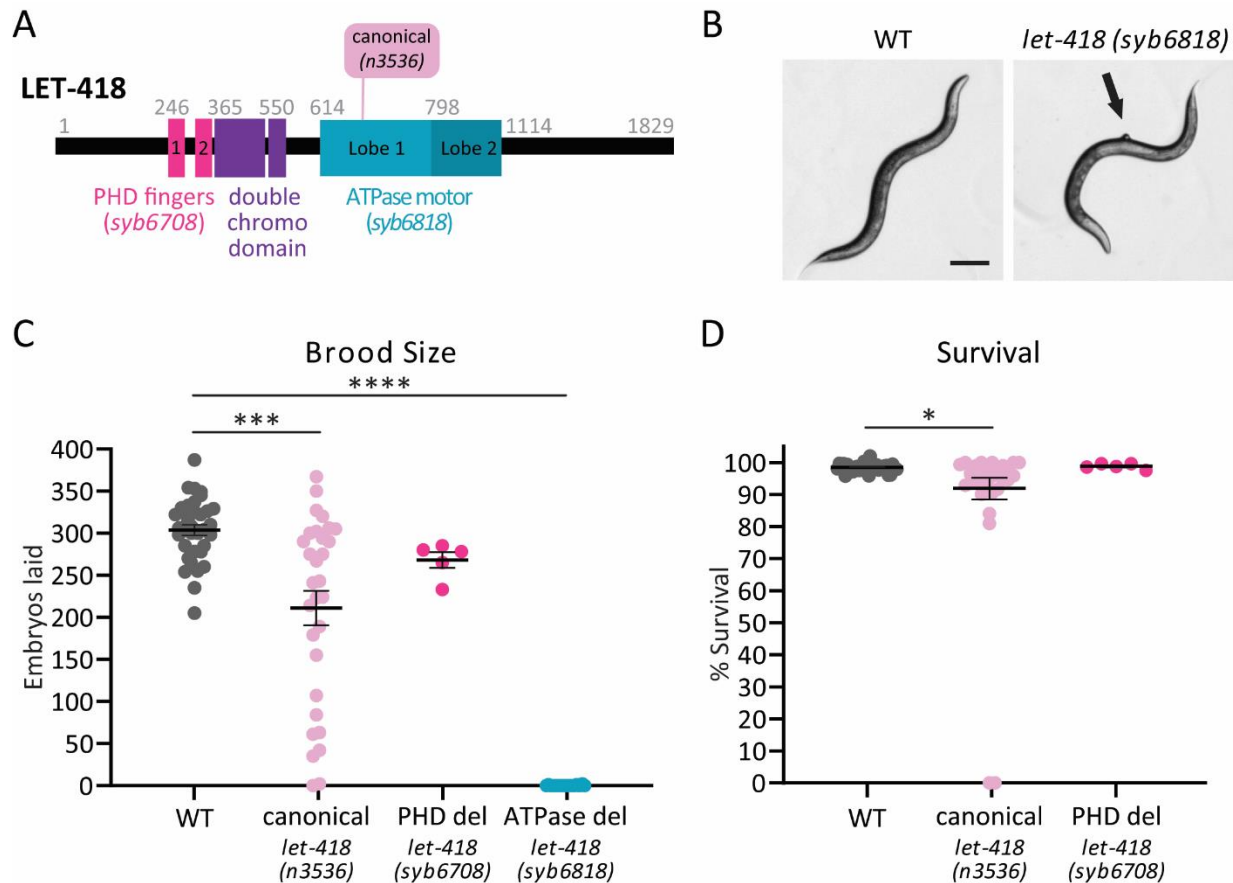 A
canonical
(n3536)
LET-418
246 365 550 614 798
1 1114 1829
1 2 Lobe 1 Lobe 2
PHD fingers
(syb6708)
double
chromo
domain
ATPase motor
(syb6818)
B
WT
let-418 (syb6818)
C
Brood Size
****
***
Embryos laid
400
350
300
250
200
150
100
50
0
WT
canonical
let-418
(n3536)
PHD del
let-418
(syb6708)
ATPase del
let-418
(syb6818)
D
Survival
*
% Survival
100
90
80
70
60
50
40
30
20
10
0
WT
canonical
let-418
(n3536)
PHD del
let-418
(syb6708)